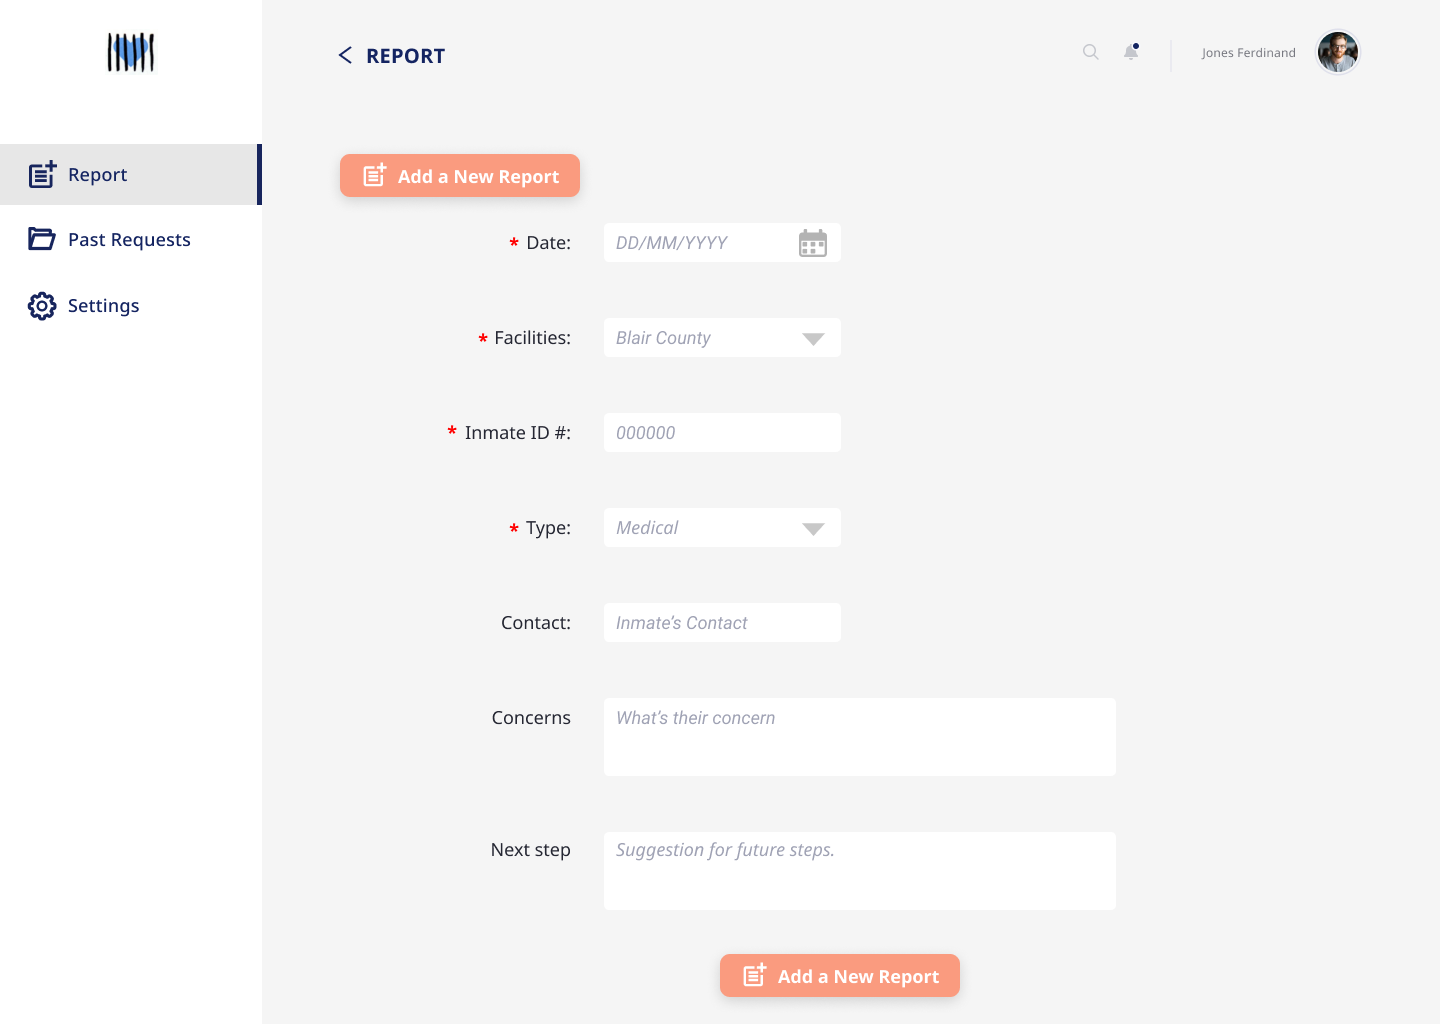 REPORT
Jones Ferdinand
Report
Past Requests
Settings
Add a New Report
* Date:
DD/MM/YYYY
* Facilities:
Blair County
* Inmate ID #:
000000
* Type:
Medical
Contact:
Inmate's Contact
Concerns
What's their concern
Next step
Suggestion for future steps.
Add a New Report